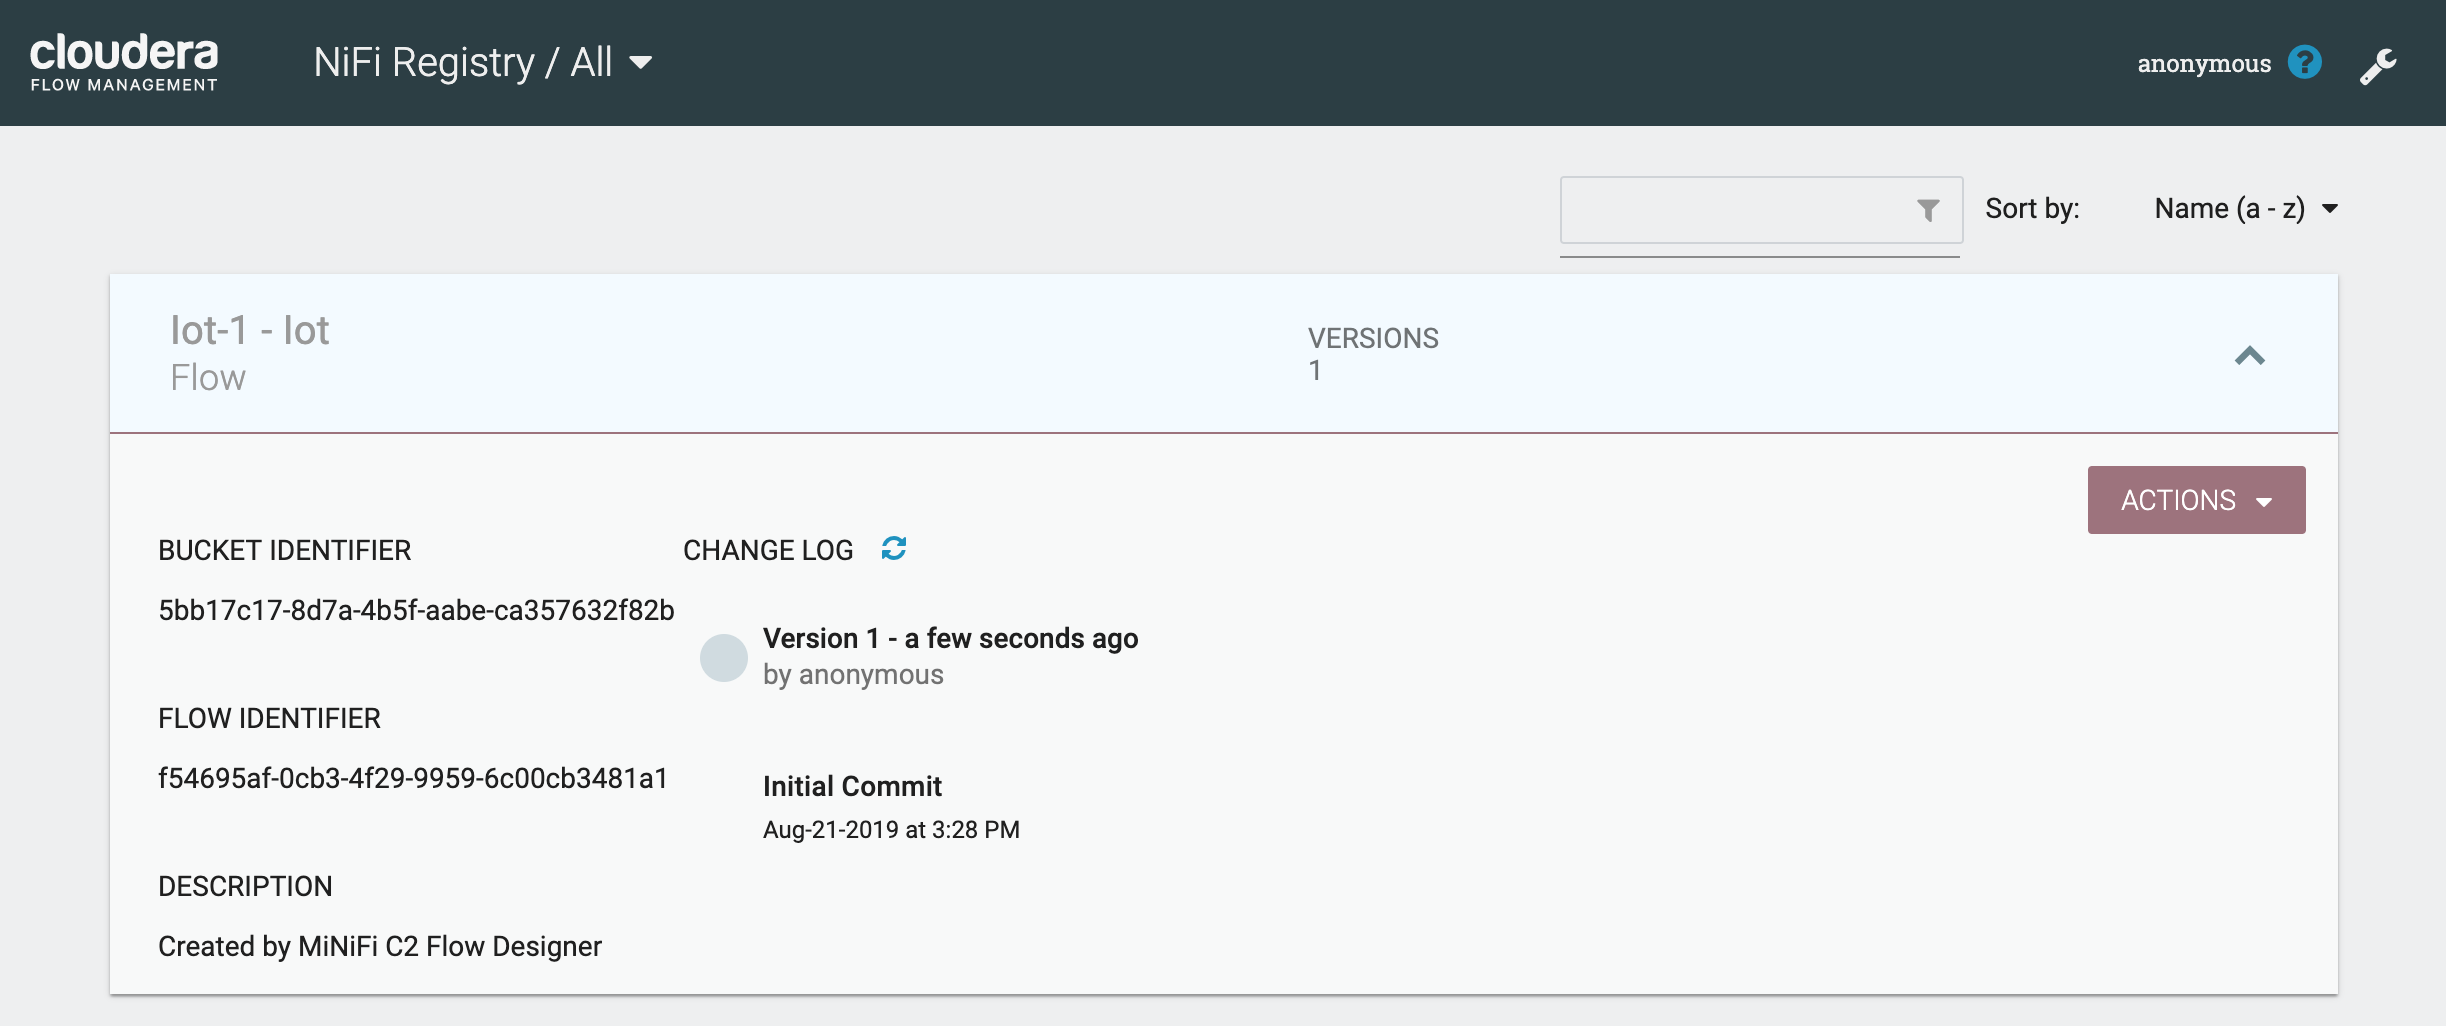 cloudera
FLOW MANAGEMENT
NiFi Registry / All
anonymous
Sort by:
Name (a - z)
Iot-1 - Iot
Flow
VERSIONS
1
ACTIONS
BUCKET IDENTIFIER
5bb17c17-8d7a-4b5f-aabe-ca357632f82b
FLOW IDENTIFIER
f54695af-0cb3-4f29-9959-6c00cb3481a1
DESCRIPTION
Created by MiNiFi C2 Flow Designer
CHANGE LOG
Version 1 - a few seconds ago
by anonymous
Initial Commit
Aug-21-2019 at 3:28 PM